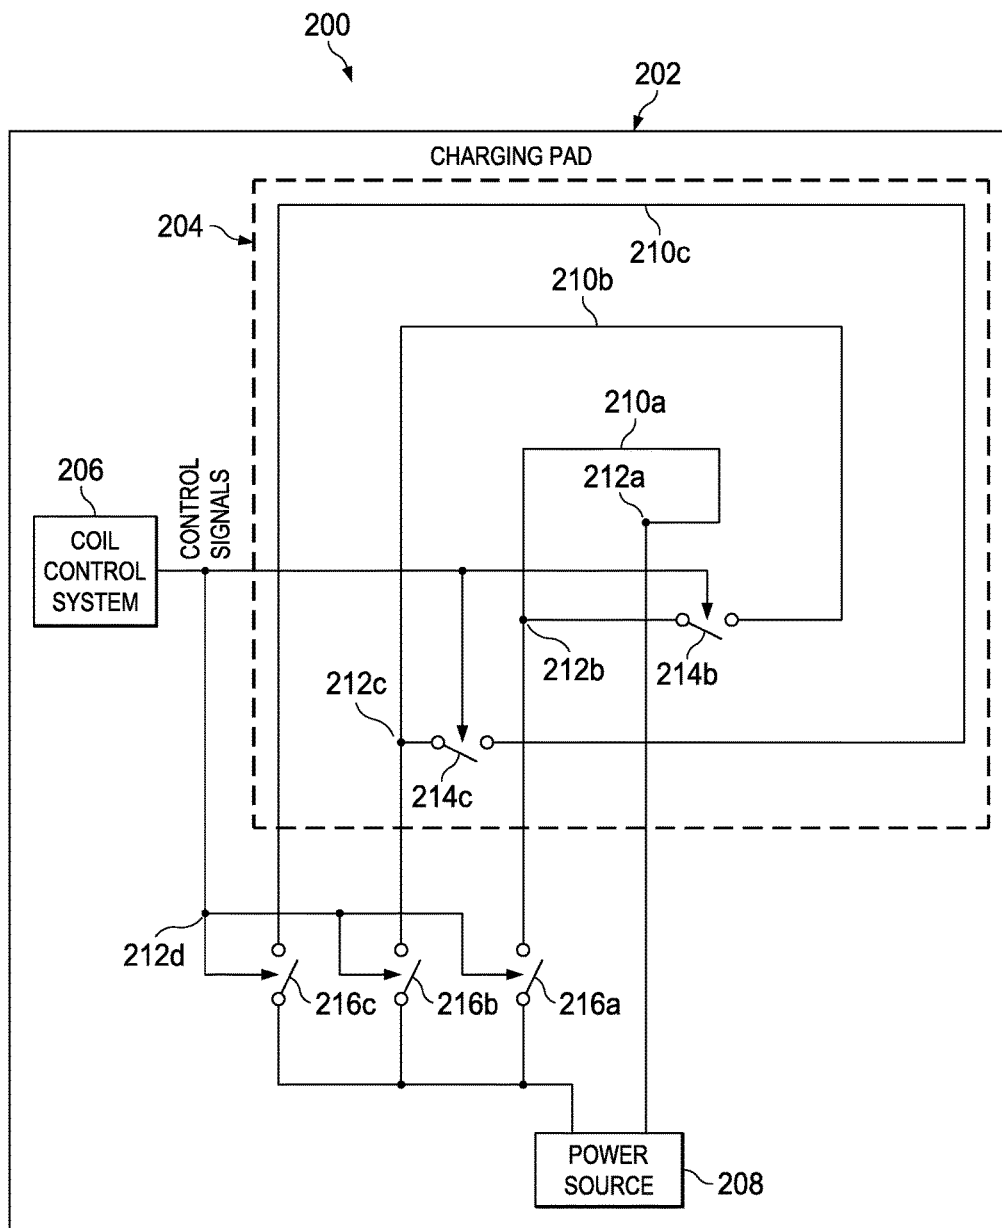 200
202
CHARGING PAD
204
210c
210b
210a
212a
206
CONTROL
SIGNALS
COIL
CONTROL
SYSTEM
212b
214b
212c
214c
212d
216c
216b
216a
POWER
SOURCE
208